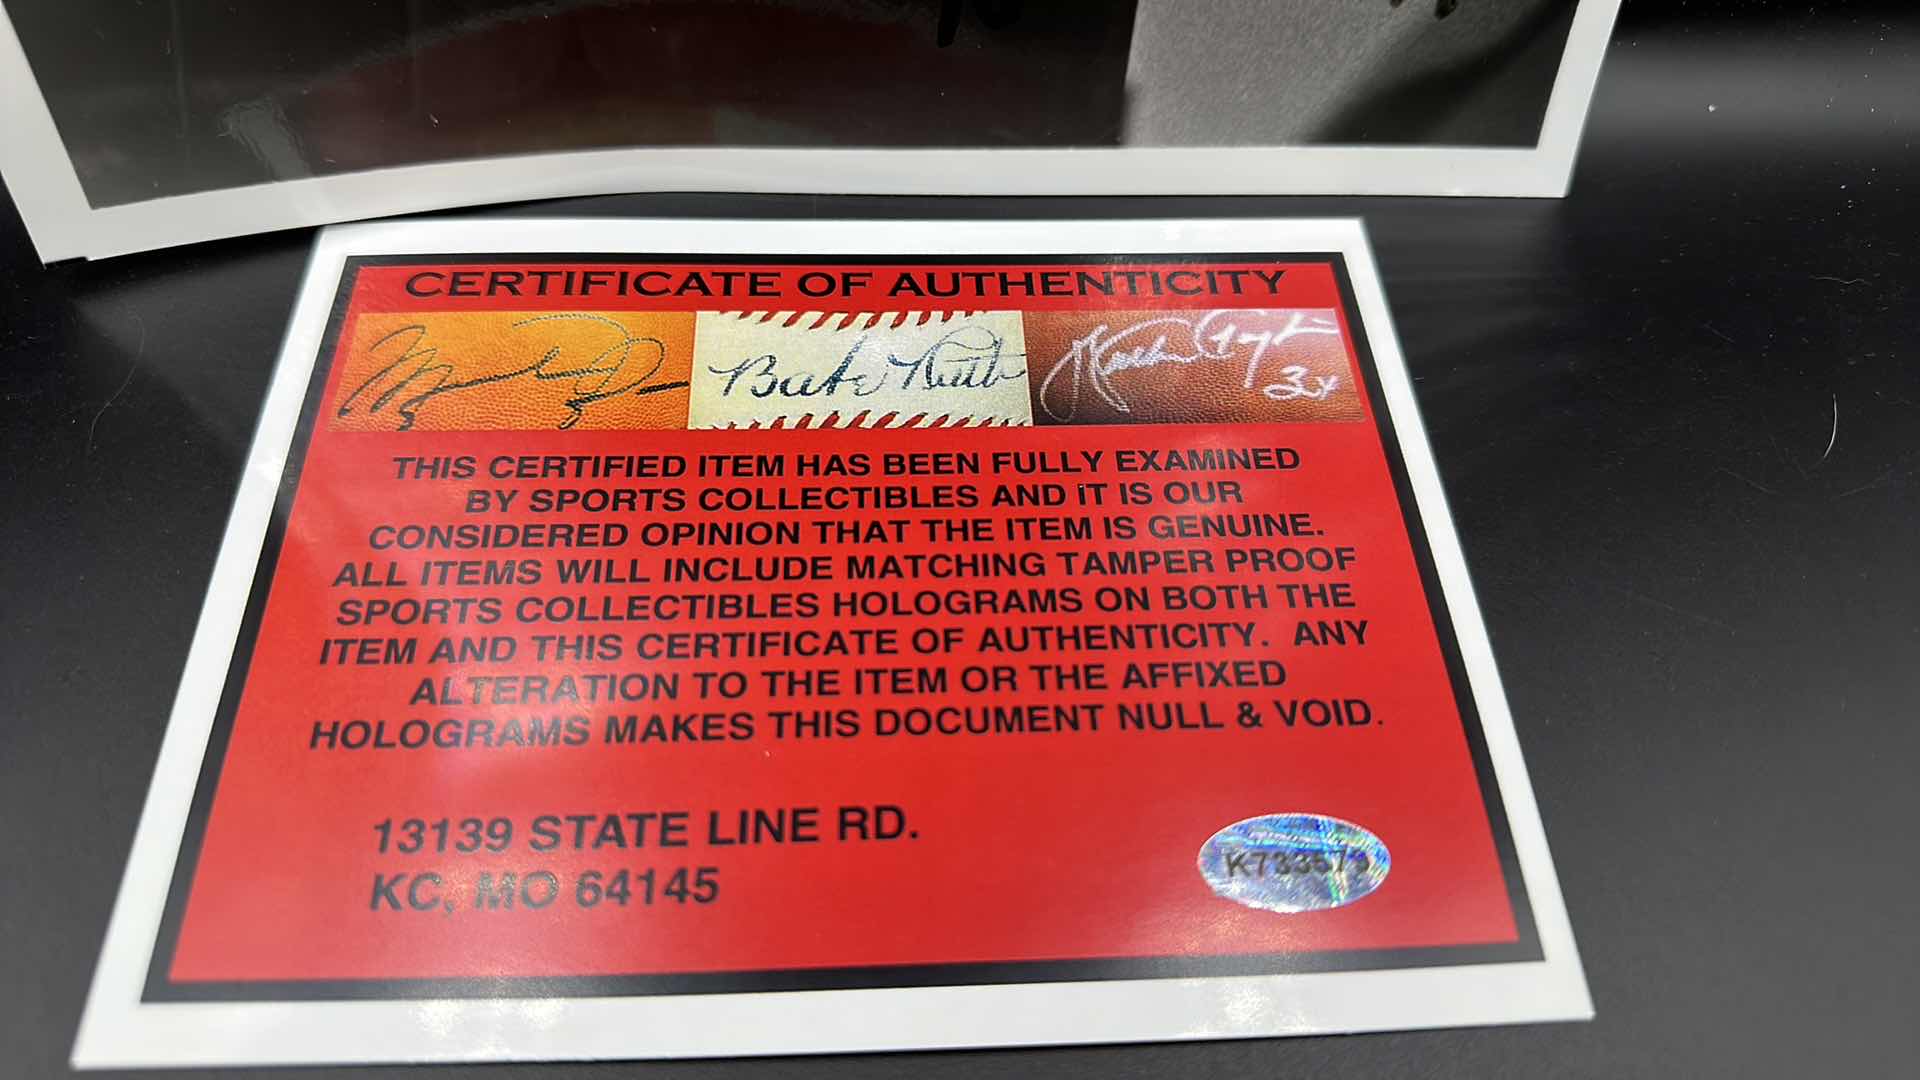 CERTIFICATE OF AUTHENTICITY
Babe Ruth
THIS CERTIFIED ITEM HAS BEEN FULLY EXAMINED
BY SPORTS COLLECTIBLES AND IT IS OUR
CONSIDERED OPINION THAT THE ITEM IS GENUINE.
ALL ITEMS WILL INCLUDE MATCHING TAMPER PROOF
SPORTS COLLECTIBLES HOLOGRAMS ON BOTH THE
ITEM AND THIS CERTIFICATE OF AUTHENTICITY. ANY
ALTERATION TO THE ITEM OR THE AFFIXED
HOLOGRAMS MAKES THIS DOCUMENT NULL & VOID.
13139 STATE LINE RD.
KC, MO 64145
K733579